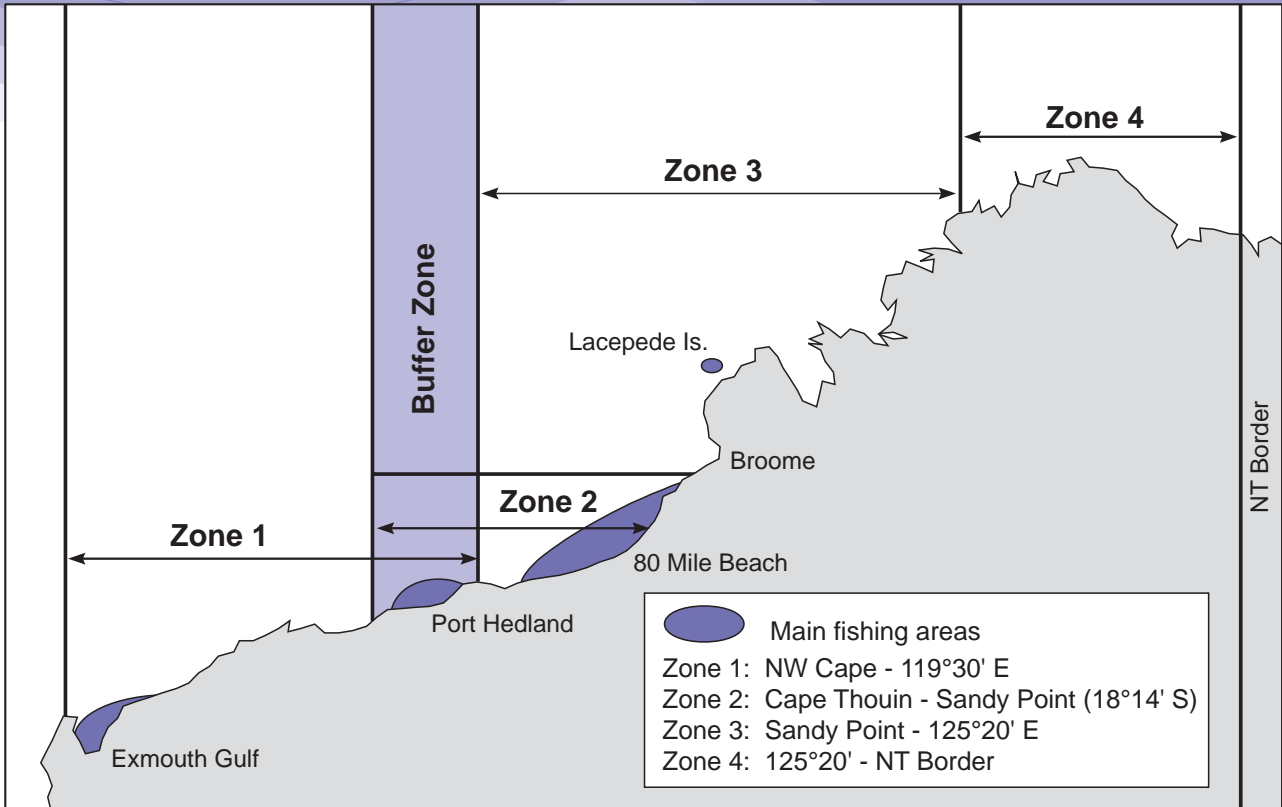 Zone 4
Zone 3
Buffer Zone
Lacepede Is.
Broome
NT Border
Zone 2
Zone 1
80 Mile Beach
Port Hedland
Exmouth Gulf
Main fishing areas
Zone 1: NW Cape - 119°30' E
Zone 2: Cape Thouin - Sandy Point (18°14' S)
Zone 3: Sandy Point - 125°20' E
Zone 4: 125°20' - NT Border